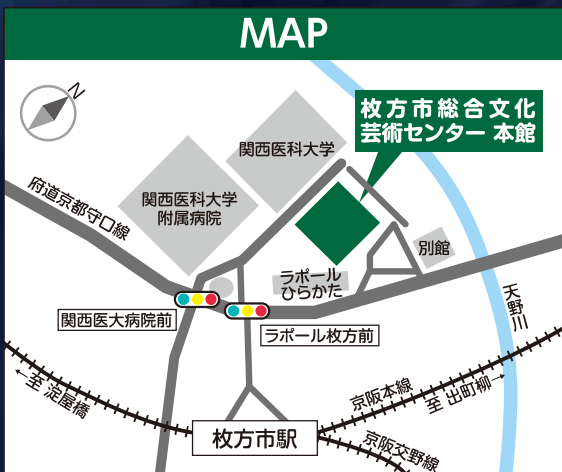 MAP
N
枚方市総合文化
芸術センター 本館
関西医科大学
関西医科大学
附属病院
府道京都守口線
別館
ラポール
ひらかた
天野川
関西医大病院前
ラポール枚方前
←至 淀屋橋
京阪本線
至 出町柳→
枚方市駅
京阪交野線